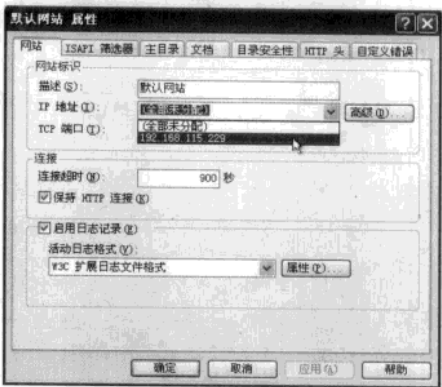 默认网站 属性
网站 ISAPI 筛选器 主目录 文档 目录安全性 HTTP 头 自定义错误
网站标识
描述(S): 默认网站
IP 地址(I): (全部未分配) 高级(D)...
(全部未分配)
TCP 端口(T): 192.168.115.229
连接
连接超时(N): 900 秒
保持 HTTP 连接(K)
启用日志记录(E)
活动日志格式(V):
W3C 扩展日志文件格式 属性(P)...
确定 取消 应用(A) 帮助